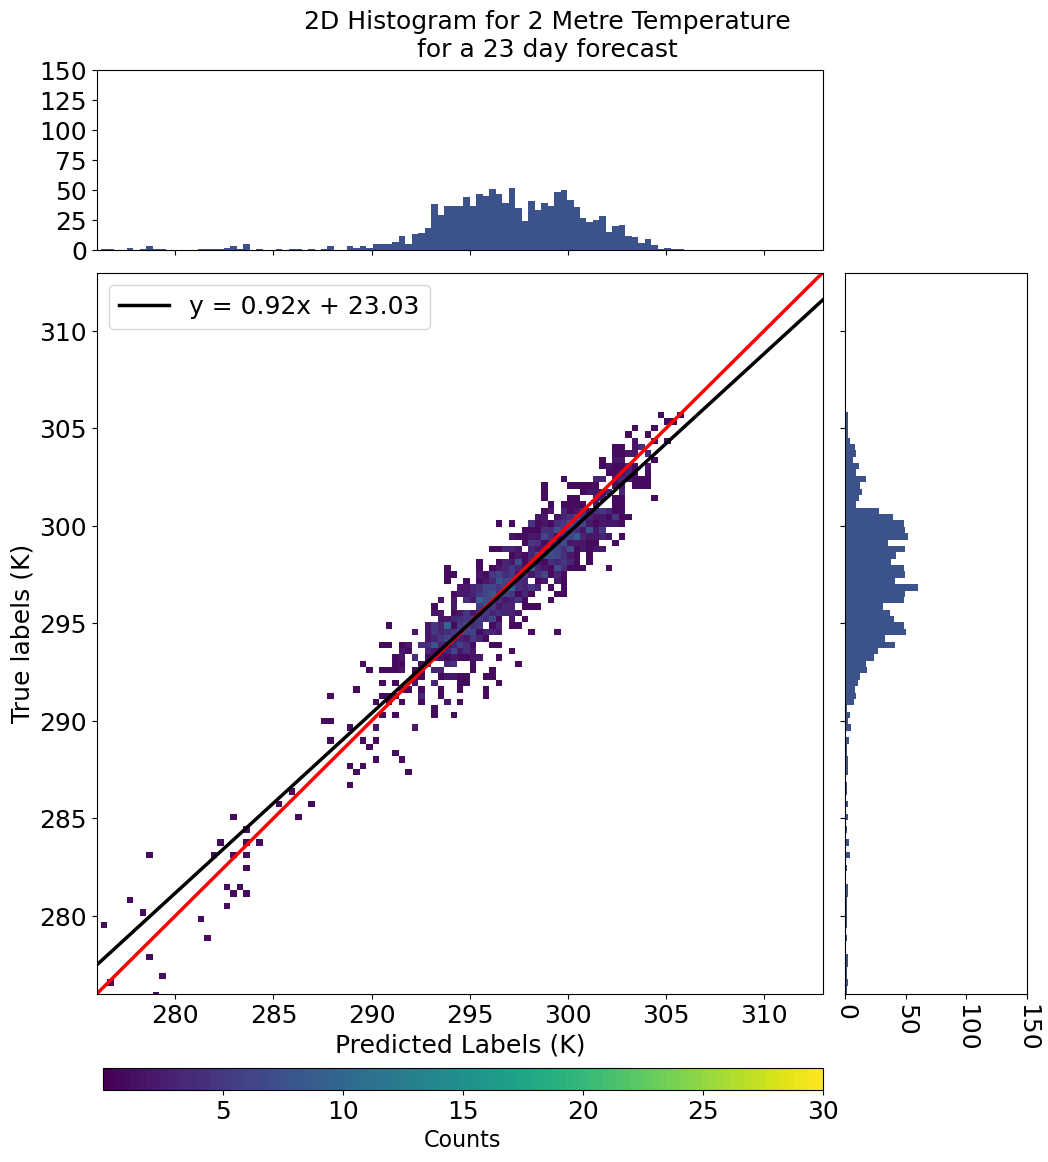 2D Histogram for 2 Metre Temperature
for a 23 day forecast
150
125
100
75
50
25
0
y = 0.92x + 23.03
310
305
300
295
290
285
280
True labels (K)
280 285 290 295 300 305 310
Predicted Labels (K)
0 50 100 150
5 10 15 20 25 30
Counts